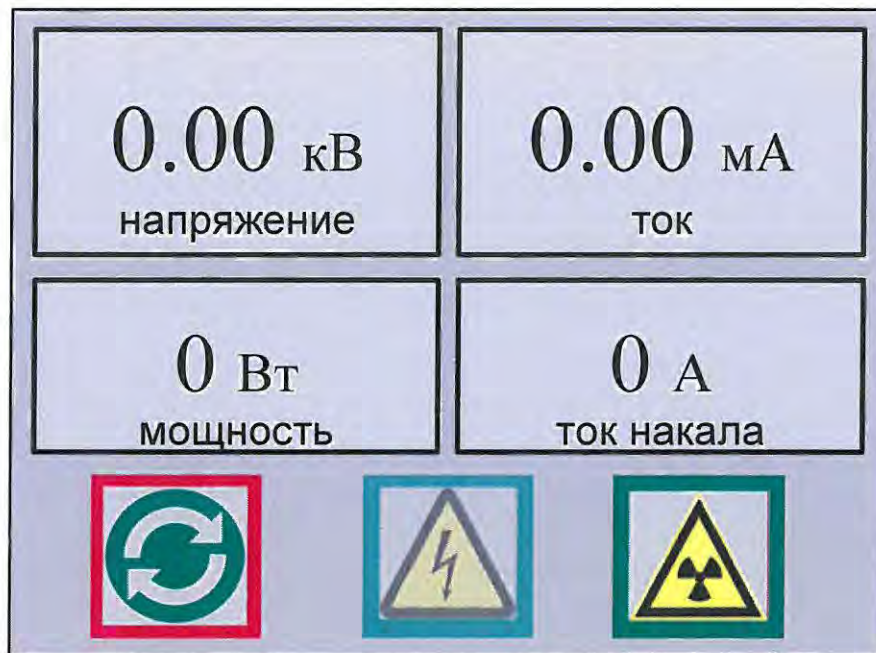 0.00 кВ
напряжение
0.00 мА
ток
0 Вт
мощность
0 А
ток накала